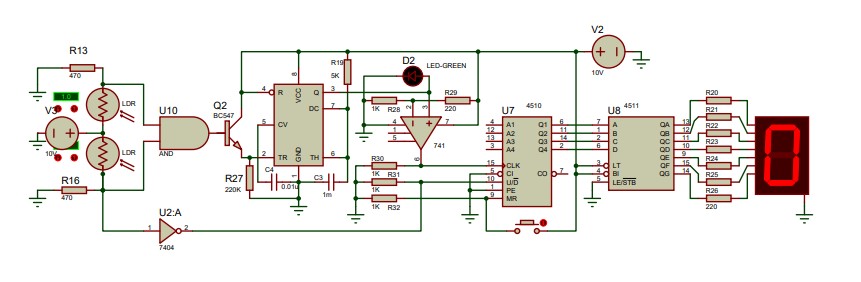 R13
470
V3
10V
LDR
LDR
R16
470
U10
AND
U2:A
1
2
7404
Q2
BC547
R27
220K
C4
0.01u
C3
1m
4
R
VCC
8
Q
3
DC
7
5
CV
2
TR
GND
1
TH
6
R19
5K
D2
LED-GREEN
R28
1K
R29
220
2
3
4
1
5
7
6
741
R30
1K
R31
1K
R32
1K
U7
4510
4
A1
Q1
6
12
A2
Q2
11
13
A3
Q3
14
3
A4
Q4
2
15
CLK
5
CI
CO
7
10
U/D
1
PE
9
MR
V2
10V
U8
4511
7
A
QA
13
1
B
QB
12
2
C
QC
11
6
D
QD
10
QE
9
3
LT
QF
15
4
BI
QG
14
5
LE/STB
R20
R21
R22
R23
R24
R25
R26
220
0